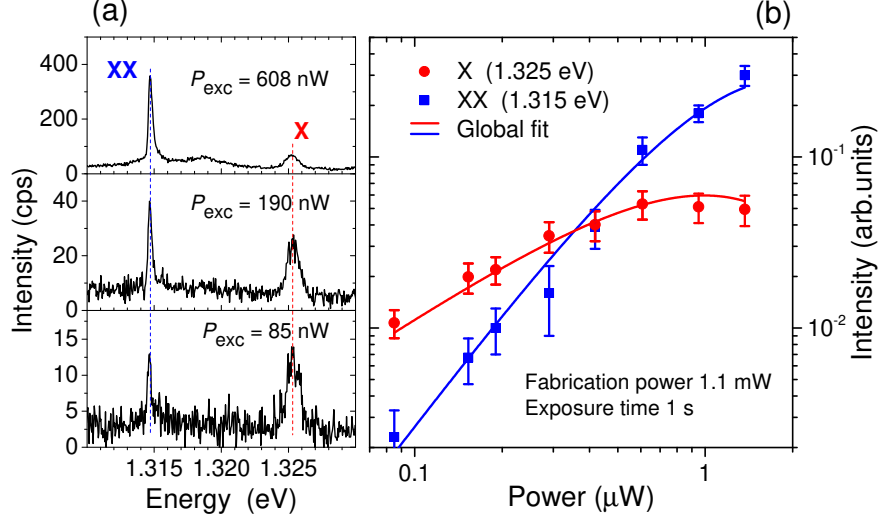 (a)
(b)
XX
P_exc = 608 nW
X
400
200
0
P_exc = 190 nW
40
20
0
P_exc = 85 nW
15
10
5
0
Intensity (cps)
1.315 1.320 1.325
Energy (eV)
X (1.325 eV)
XX (1.315 eV)
Global fit
Fabrication power 1.1 mW
Exposure time 1 s
10⁻¹
10⁻²
Intensity (arb.units)
0.1 1
Power (μW)